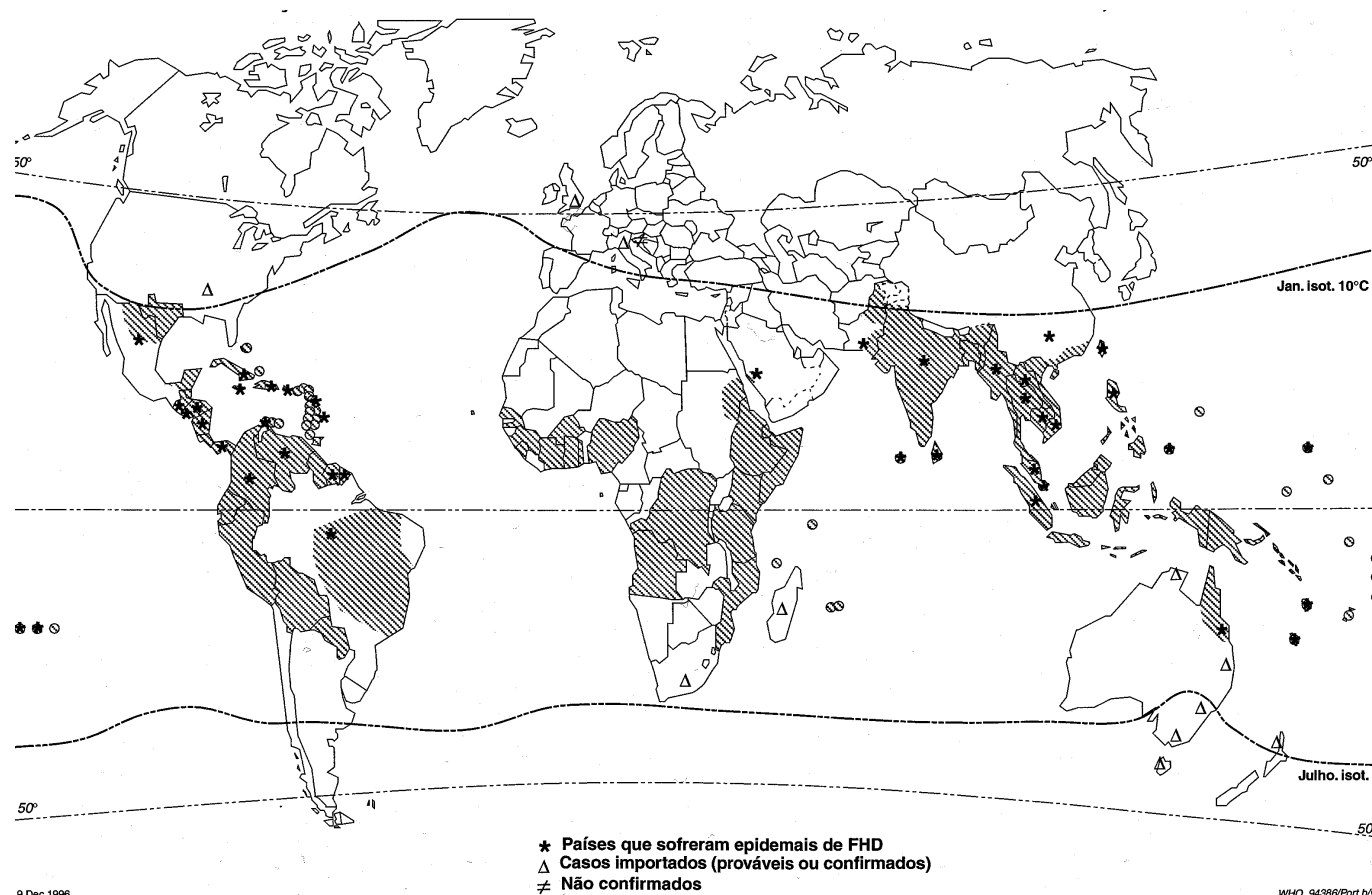 50°
50°
Jan. isot. 10°C
Julho. isot.
50°
50
* Países que sofreram epidemais de FHD
Δ Casos importados (prováveis ou confirmados)
≠ Não confirmados
9 Dec 1996
WHO 94386/Port b/